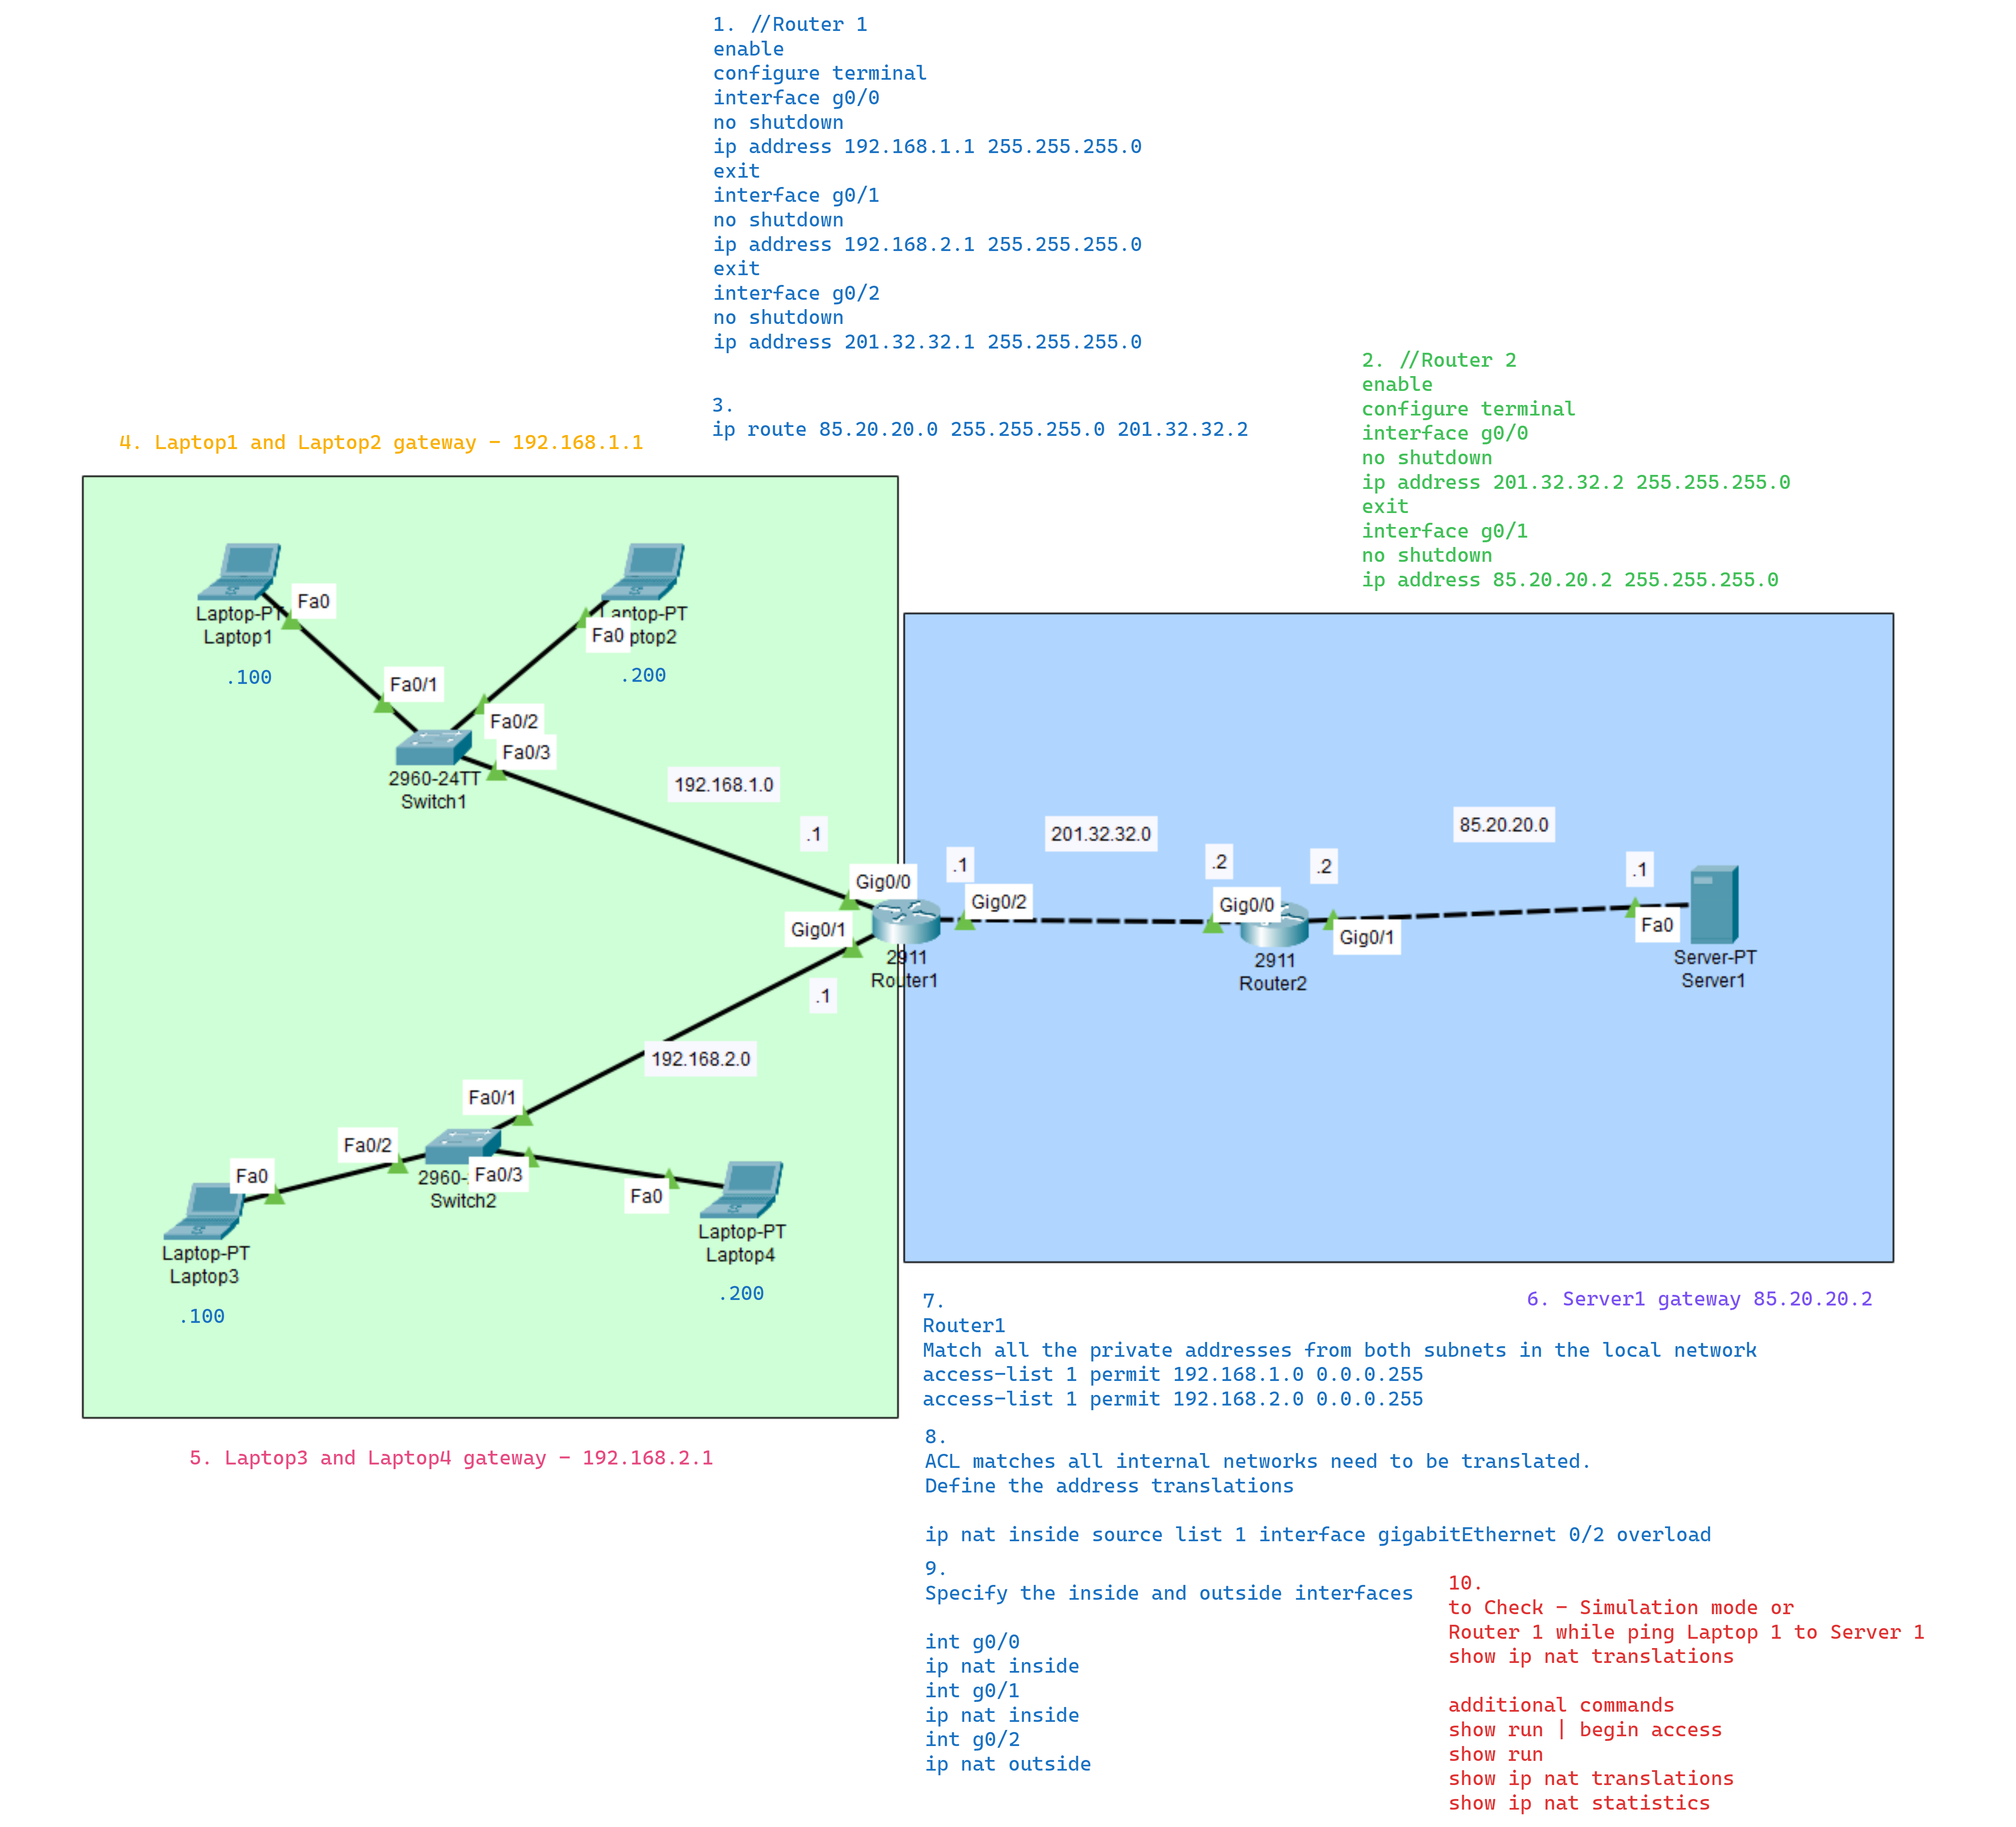 1. //Router 1
enable
configure terminal
interface g0/0
no shutdown
ip address 192.168.1.1 255.255.255.0
exit
interface g0/1
no shutdown
ip address 192.168.2.1 255.255.255.0
exit
interface g0/2
no shutdown
ip address 201.32.32.1 255.255.255.0
3.
ip route 85.20.20.0 255.255.255.0 201.32.32.2
2. //Router 2
enable
configure terminal
interface g0/0
no shutdown
ip address 201.32.32.2 255.255.255.0
exit
interface g0/1
no shutdown
ip address 85.20.20.2 255.255.255.0
4. Laptop1 and Laptop2 gateway - 192.168.1.1
Fa0
Laptop-PT
Laptop1
.100
Laptop-PT
Fa0
ptop2
.200
Fa0/1
Fa0/2
Fa0/3
2960-24TT
Switch1
192.168.1.0
.1
Gig0/0
Gig0/1
2911
Router1
.1
192.168.2.0
.1
Gig0/2
201.32.32.0
.2
Gig0/0
2911
Router2
.2
Gig0/1
85.20.20.0
.1
Fa0
Server-PT
Server1
Fa0/1
Fa0/2
Fa0/3
2960-
Switch2
Fa0
Laptop-PT
Laptop3
.100
Fa0
Laptop-PT
Laptop4
.200
5. Laptop3 and Laptop4 gateway - 192.168.2.1
6. Server1 gateway 85.20.20.2
7.
Router1
Match all the private addresses from both subnets in the local network
access-list 1 permit 192.168.1.0 0.0.0.255
access-list 1 permit 192.168.2.0 0.0.0.255
8.
ACL matches all internal networks need to be translated.
Define the address translations
ip nat inside source list 1 interface gigabitEthernet 0/2 overload
9.
Specify the inside and outside interfaces
int g0/0
ip nat inside
int g0/1
ip nat inside
int g0/2
ip nat outside
10.
to Check - Simulation mode or
Router 1 while ping Laptop 1 to Server 1
show ip nat translations
additional commands
show run | begin access
show run
show ip nat translations
show ip nat statistics